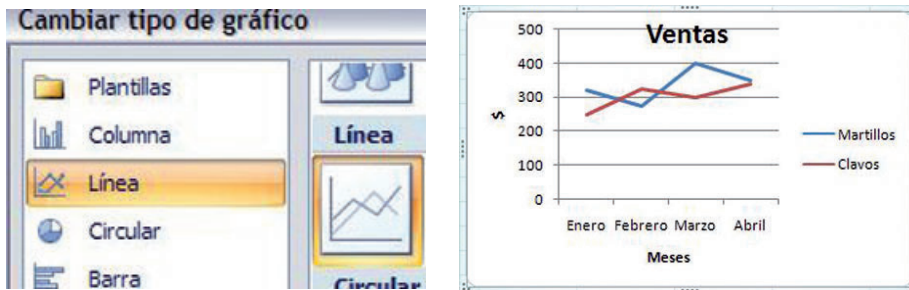 Cambiar tipo de gráfico
Plantillas
Columna
Línea
Circular
Barra
Línea
Circular
Ventas
500
400
300
200
100
0
$
Enero Febrero Marzo Abril
Meses
Martillos
Clavos